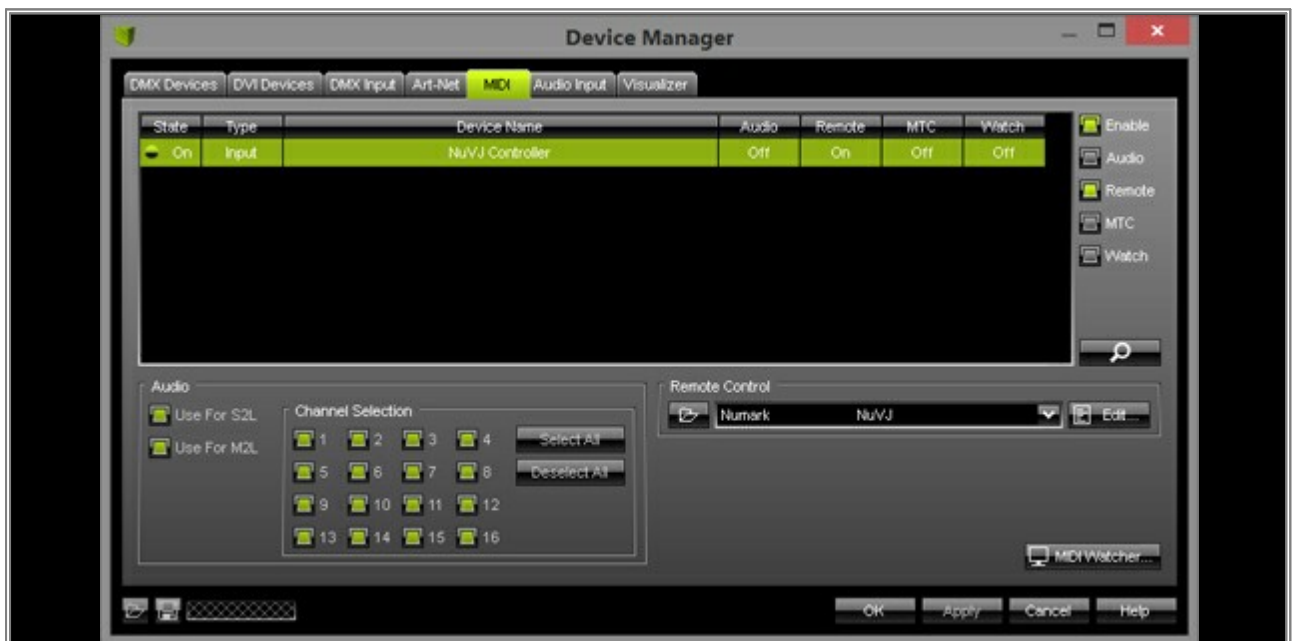 Device Manager
DMX Devices DVI Devices DMX Input Art-Net MIDI Audio Input Visualizer
State Type Device Name Audio Remote MTC Watch
On Input NuVJ Controller Off On Off Off
Enable
Audio
Remote
MTC
Watch
Audio
Use For S2L
Use For M2L
Channel Selection
1 2 3 4 Select All
5 6 7 8 Deselect All
9 10 11 12
13 14 15 16
Remote Control
Numark NuVJ Edit...
MIDI Watcher...
OK Apply Cancel Help